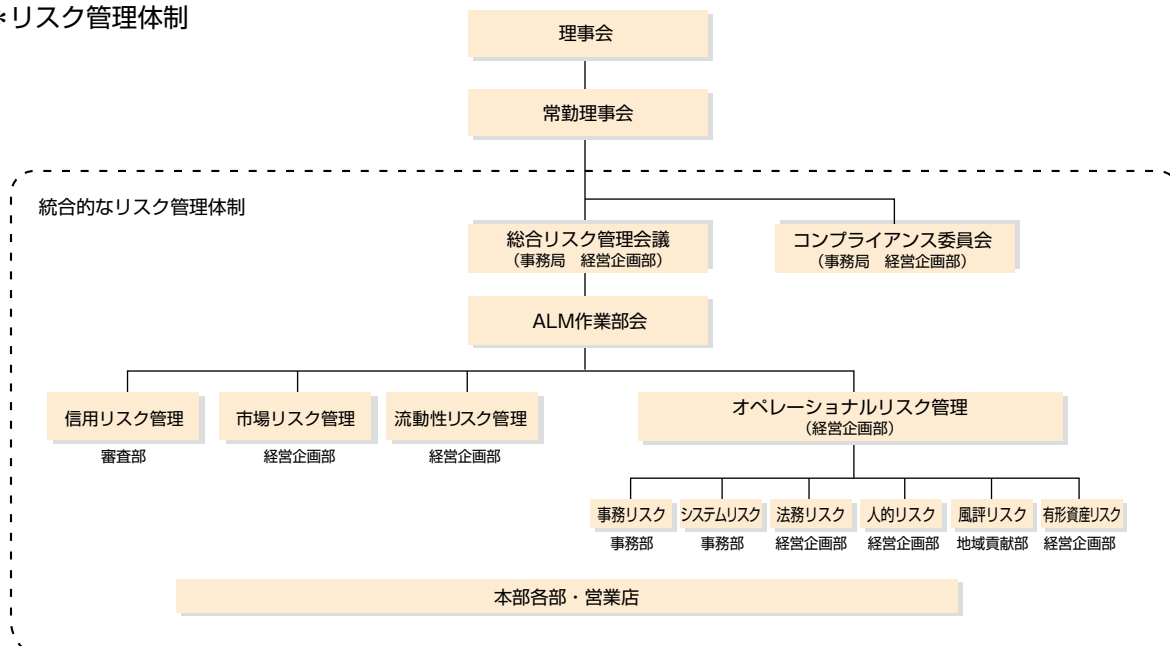 *リスク管理体制
理事会
常勤理事会
統合的なリスク管理体制
総合リスク管理会議
（事務局　経営企画部）
コンプライアンス委員会
（事務局　経営企画部）
ALM作業部会
信用リスク管理
審査部
市場リスク管理
経営企画部
流動性リスク管理
経営企画部
オペレーショナルリスク管理
（経営企画部）
事務リスク
事務部
システムリスク
事務部
法務リスク
経営企画部
人的リスク
経営企画部
風評リスク
地域貢献部
有形資産リスク
経営企画部
本部各部・営業店